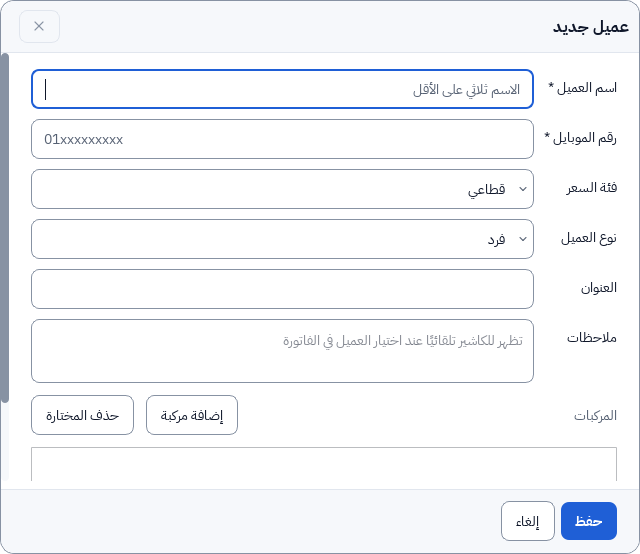 عميل جديد
اسم العميل *
الاسم ثلاثي على الأقل
رقم الموبايل *
01xxxxxxxxx
فئة السعر
قطاعي
نوع العميل
فرد
العنوان
ملاحظات
تظهر للكاشير تلقائيًا عند اختيار العميل في الفاتورة
المركبات
إضافة مركبة
حذف المختارة
حفظ
إلغاء